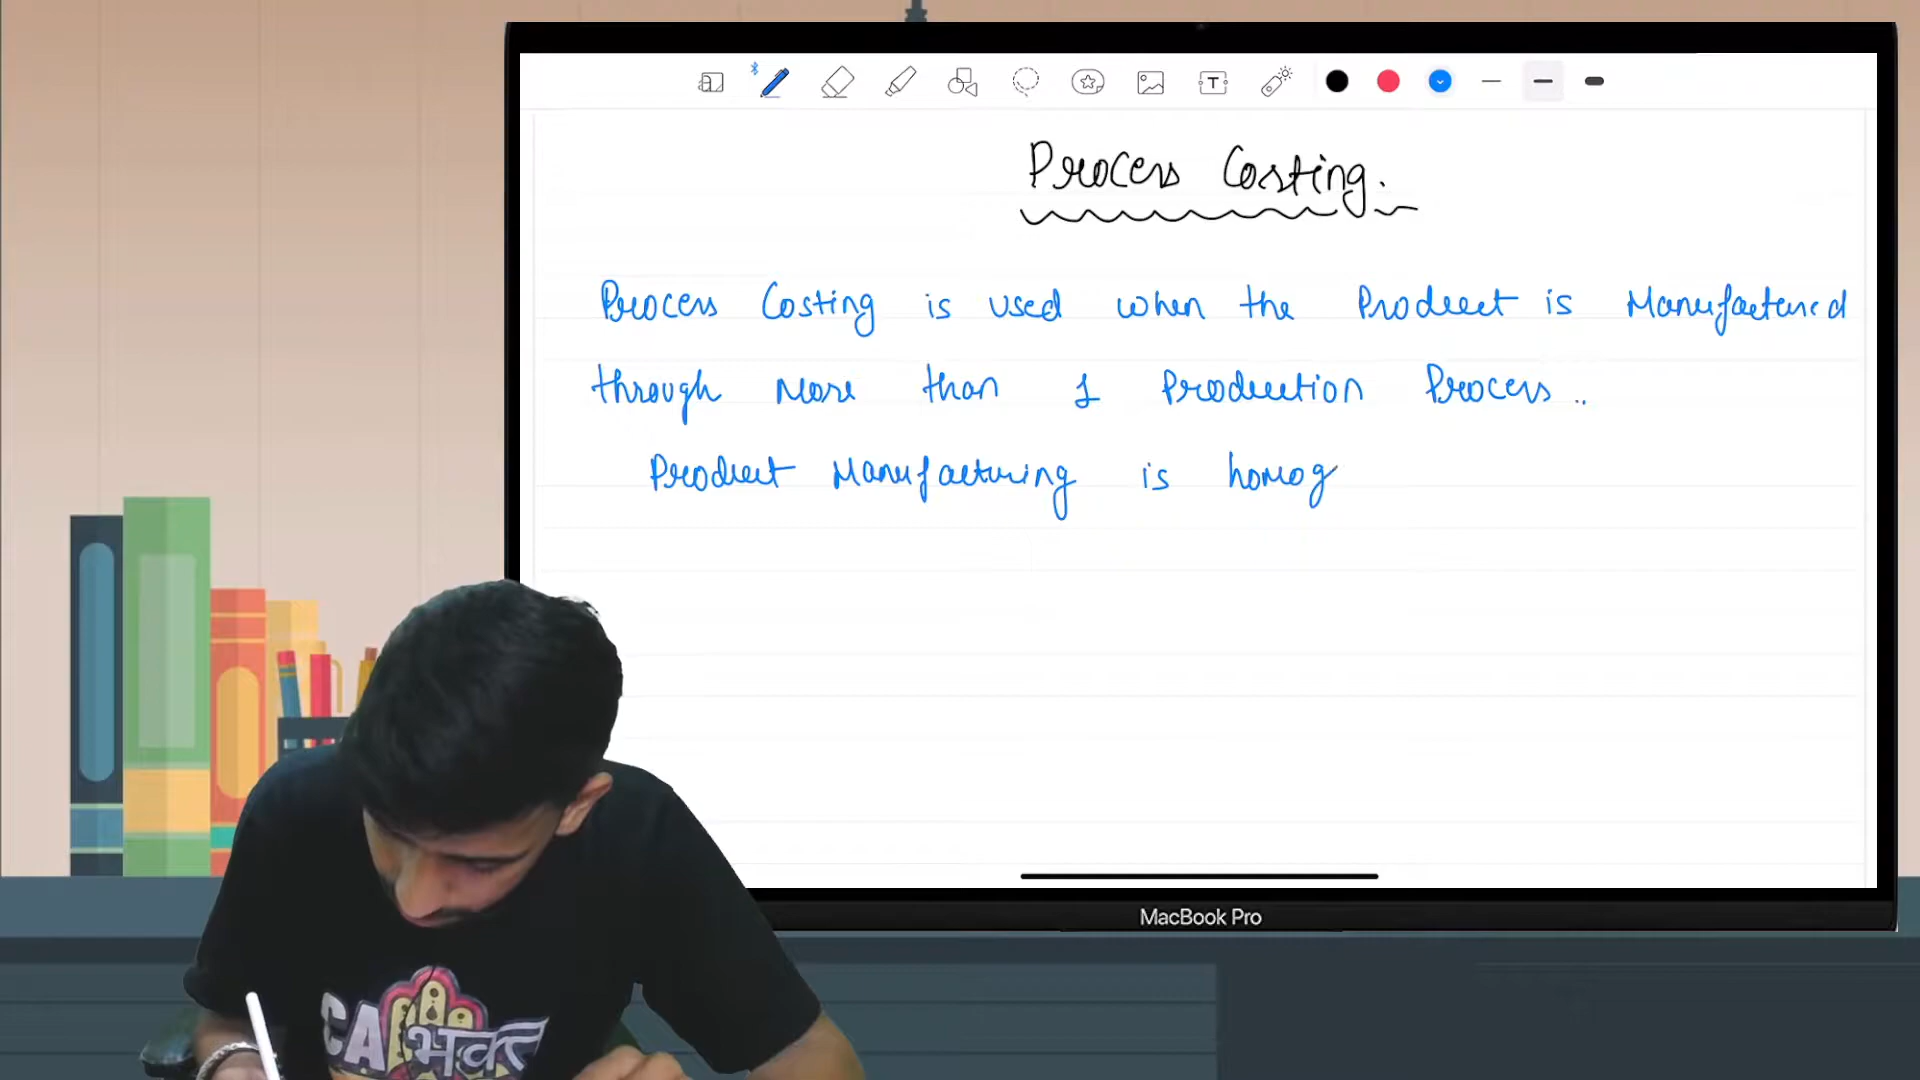 Process Costing.
Process Costing is used when the Product is Manufactured
through More than 1 Production Process ..
Product Manufacturing is homog
MacBook Pro
CA
भक्त